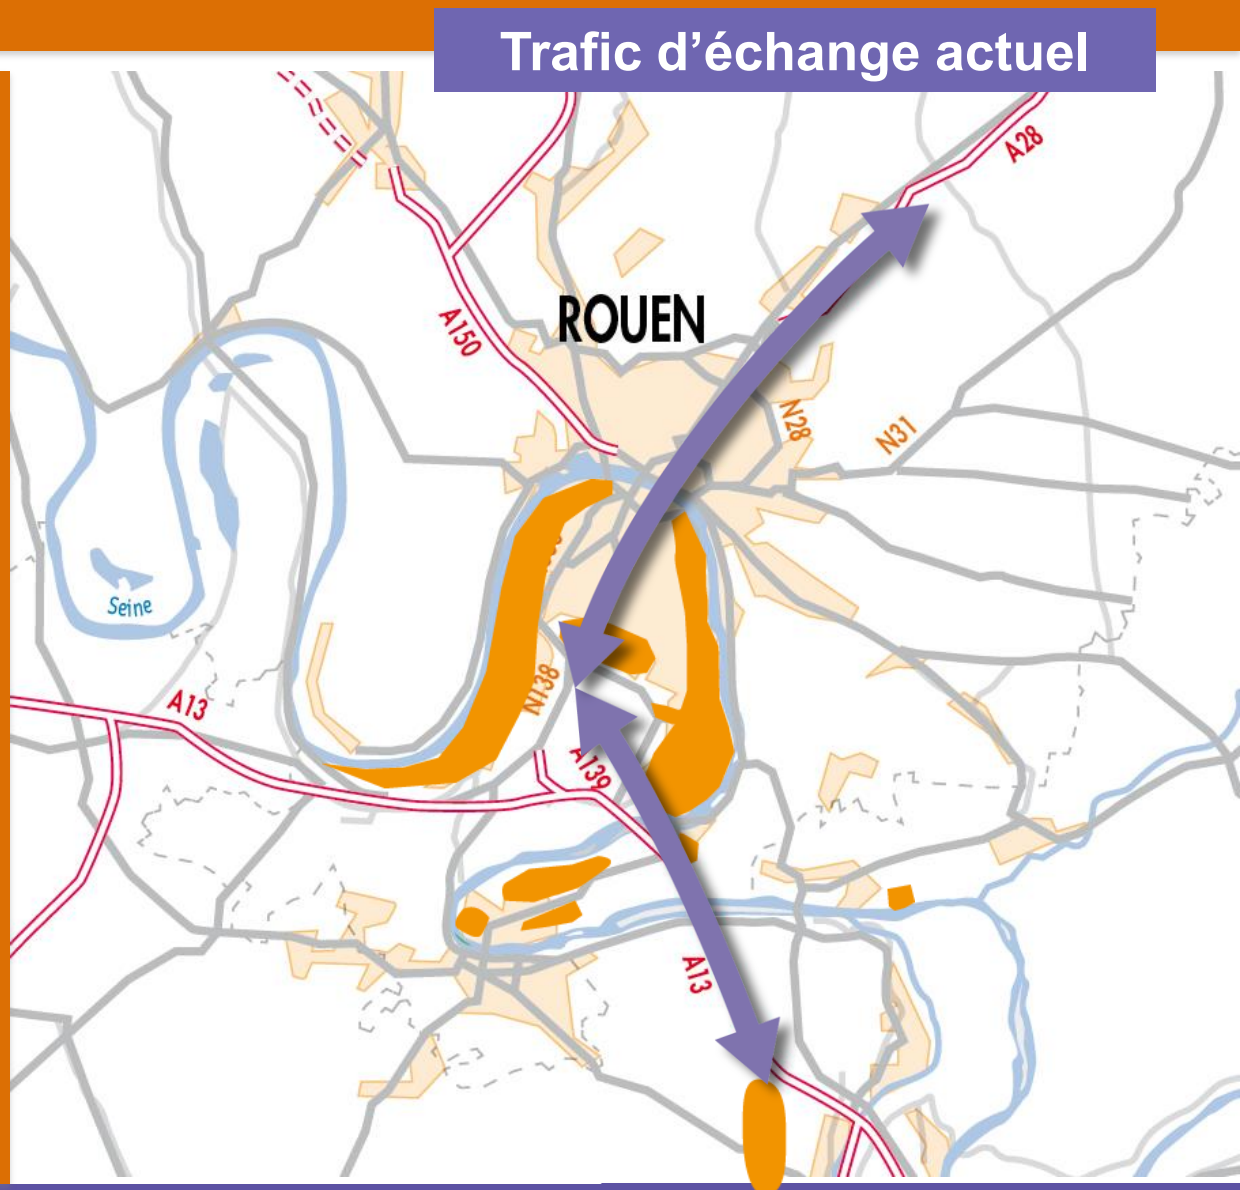 Trafic d’échange actuel
A28
ROUEN
A150
N28
N31
Seine
N138
A13
A139
A13